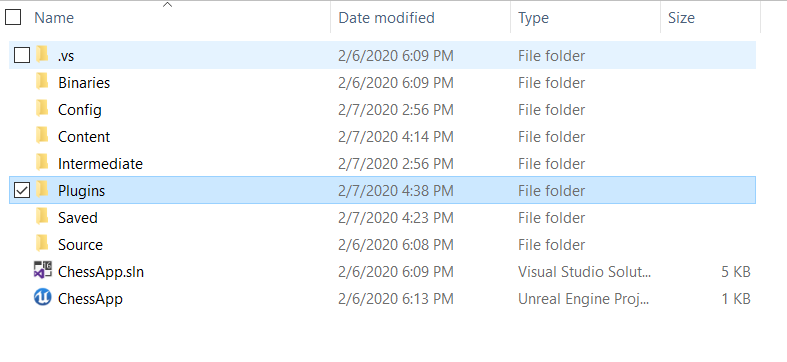 Name Date modified Type Size
.vs 2/6/2020 6:09 PM File folder
Binaries 2/6/2020 6:09 PM File folder
Config 2/7/2020 2:56 PM File folder
Content 2/7/2020 4:14 PM File folder
Intermediate 2/7/2020 2:56 PM File folder
Plugins 2/7/2020 4:38 PM File folder
Saved 2/7/2020 4:23 PM File folder
Source 2/6/2020 6:08 PM File folder
ChessApp.sln 2/6/2020 6:09 PM Visual Studio Solut... 5 KB
ChessApp 2/6/2020 6:13 PM Unreal Engine Proj... 1 KB